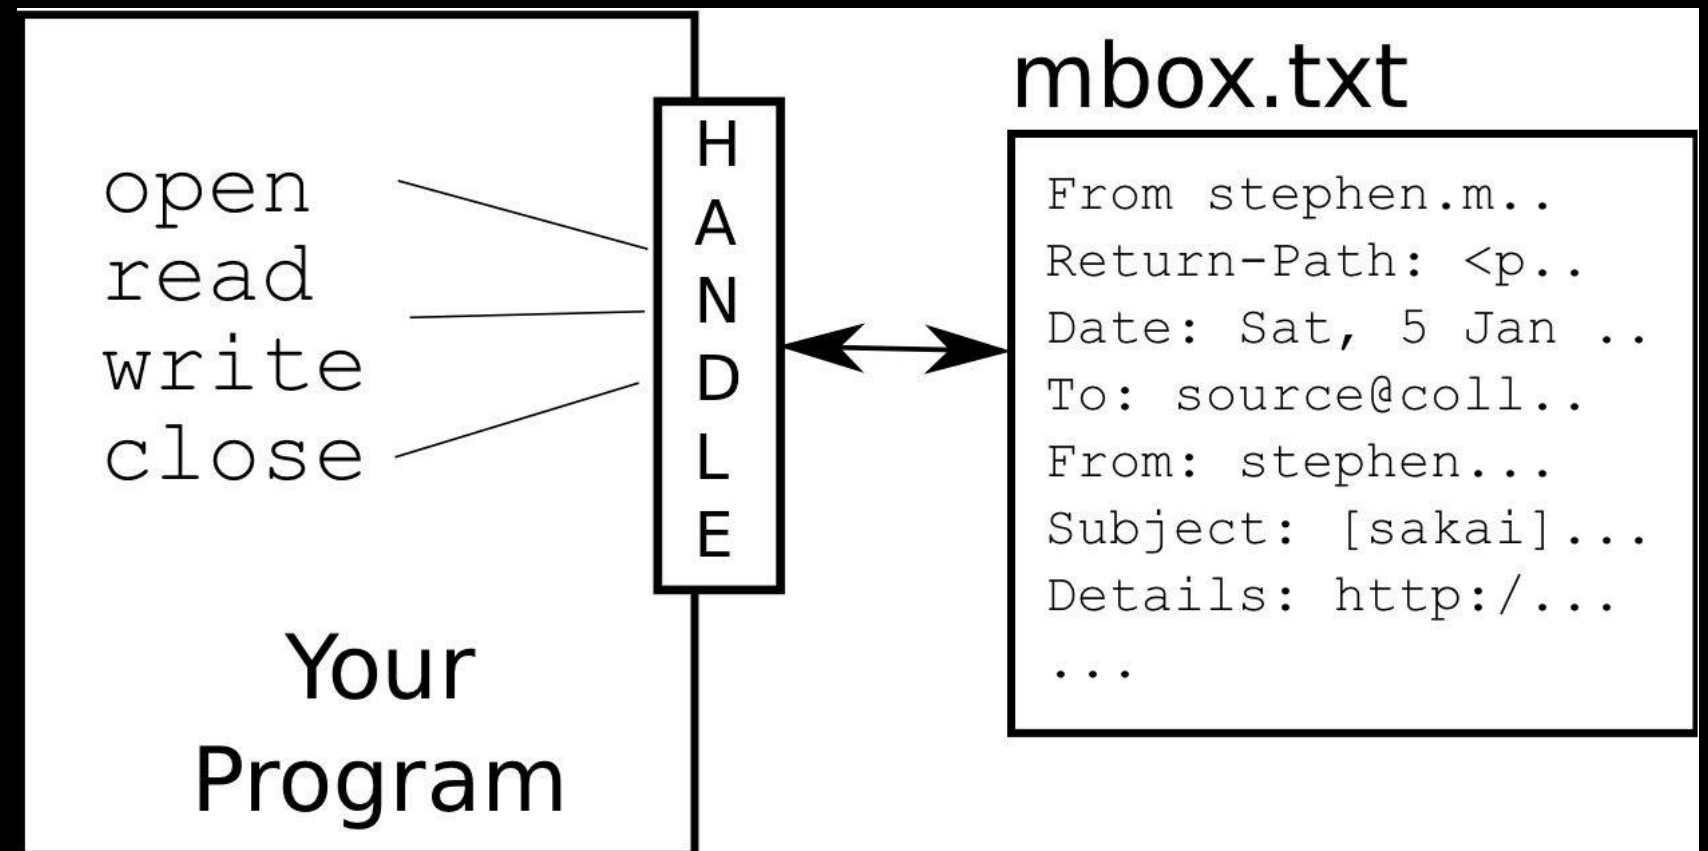 open
read
write
close
Your
Program
HANDLE
mbox.txt
From stephen.m..
Return-Path: <p..
Date: Sat, 5 Jan ..
To: source@coll..
From: stephen...
Subject: [sakai]...
Details: http:/...
...